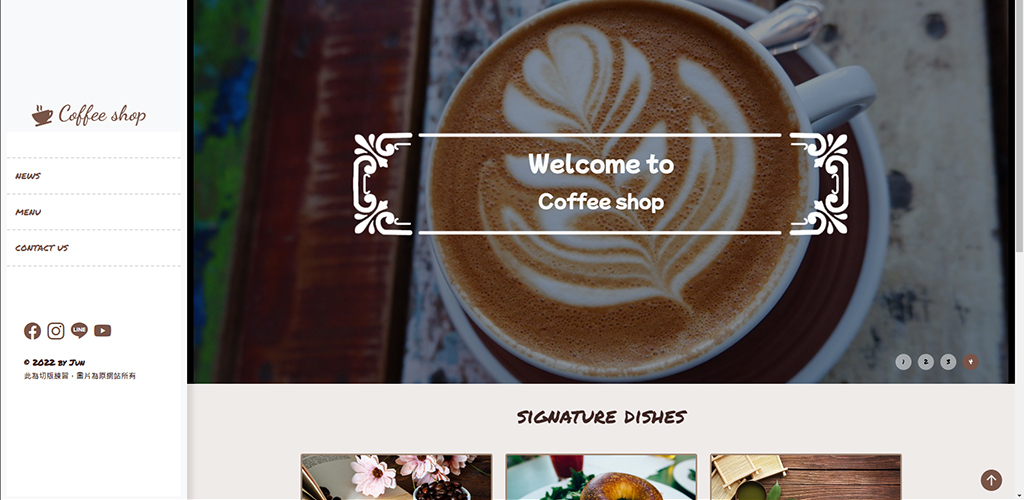 Coffee shop
NEWS
MENU
CONTACT US
LINE
© 2022 by Jun
此為切版練習，圖片為原網站所有
Welcome to
Coffee shop
1 2 3 4
SIGNATURE DISHES